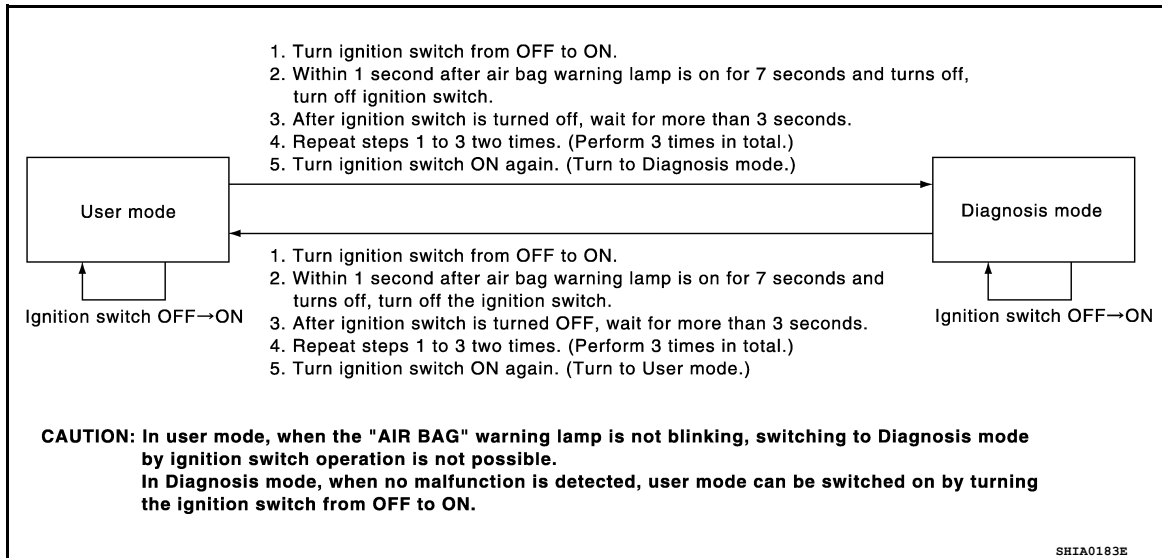 1. Turn ignition switch from OFF to ON.
2. Within 1 second after air bag warning lamp is on for 7 seconds and turns off,
turn off ignition switch.
3. After ignition switch is turned off, wait for more than 3 seconds.
4. Repeat steps 1 to 3 two times. (Perform 3 times in total.)
5. Turn ignition switch ON again. (Turn to Diagnosis mode.)
User mode
Diagnosis mode
1. Turn ignition switch from OFF to ON.
2. Within 1 second after air bag warning lamp is on for 7 seconds and
turns off, turn off the ignition switch.
3. After ignition switch is turned OFF, wait for more than 3 seconds.
4. Repeat steps 1 to 3 two times. (Perform 3 times in total.)
5. Turn ignition switch ON again. (Turn to User mode.)
Ignition switch OFF→ON
Ignition switch OFF→ON
CAUTION: In user mode, when the "AIR BAG" warning lamp is not blinking, switching to Diagnosis mode
by ignition switch operation is not possible.
In Diagnosis mode, when no malfunction is detected, user mode can be switched on by turning
the ignition switch from OFF to ON.
SHIA0183E